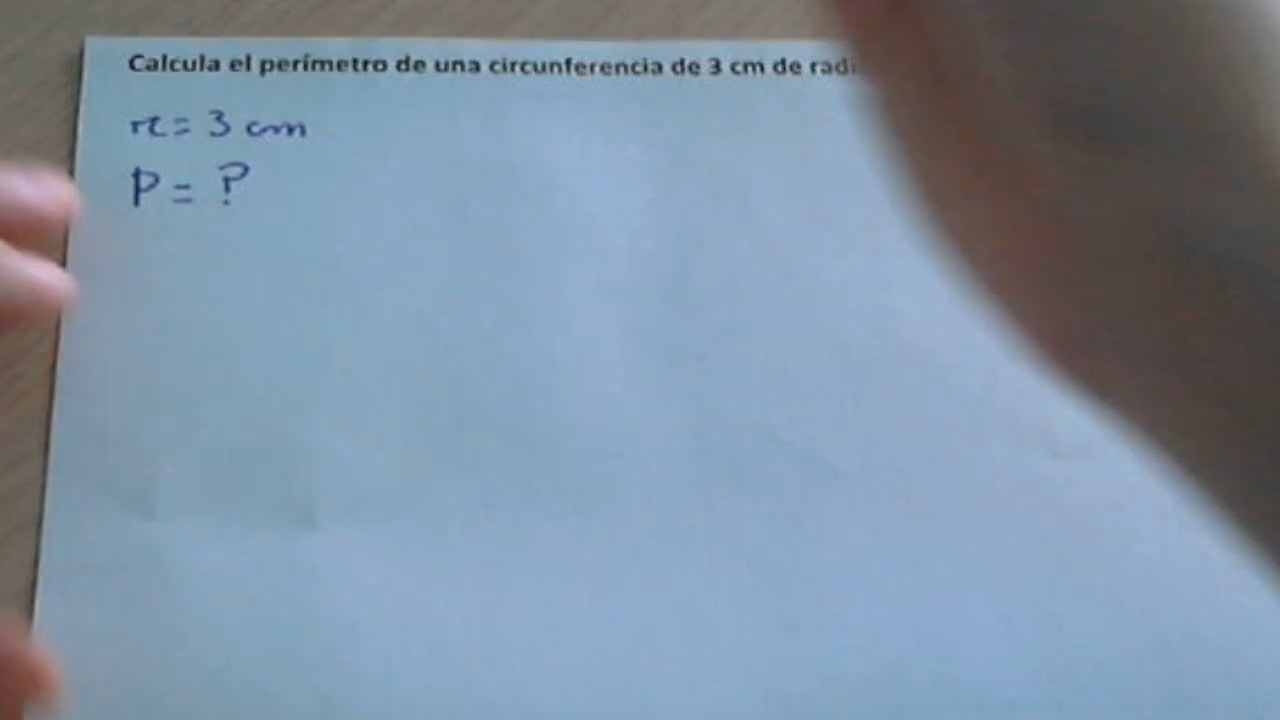 Calcula el perímetro de una circunferencia de 3 cm de
r = 3 cm
P = ?